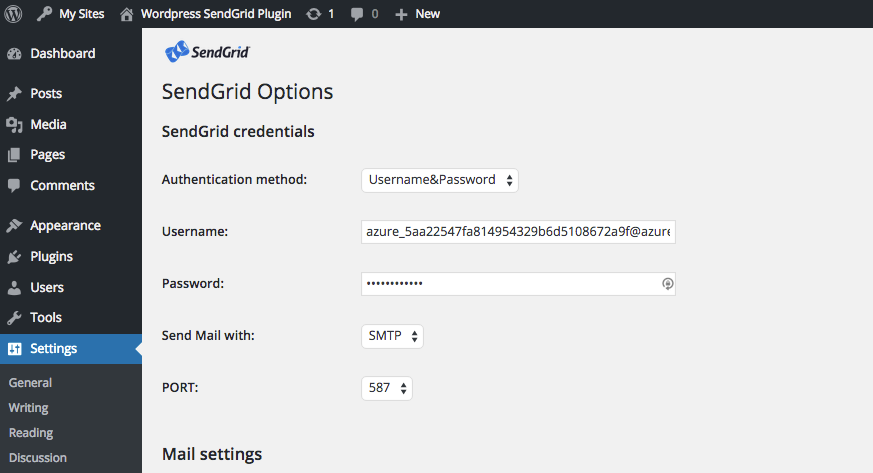 My Sites Wordpress SendGrid Plugin 1 0 New
Dashboard
Posts
Media
Pages
Comments
Appearance
Plugins
Users
Tools
Settings
General
Writing
Reading
Discussion
SendGrid
SendGrid Options
SendGrid credentials
Authentication method: Username&Password
Username: azure_5aa22547fa814954329b6d5108672a9f@azure
Password: ••••••••••••
Send Mail with: SMTP
PORT: 587
Mail settings